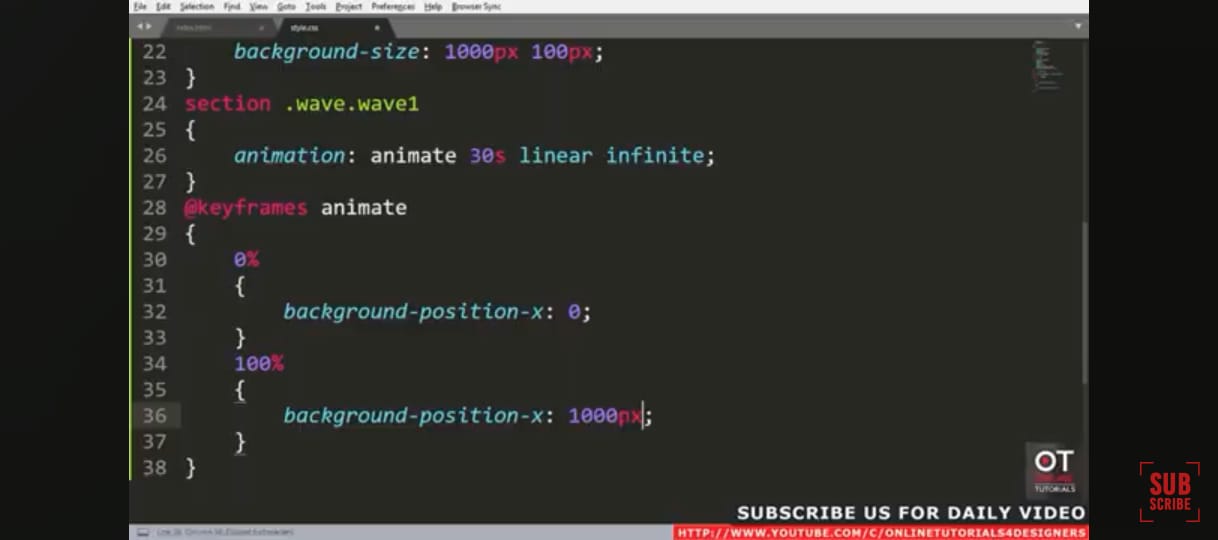 File Edit Selection Find View Goto Tools Project Preferences Help Browser Sync
index.html style.css
22 background-size: 1000px 100px;
23 }
24 section .wave.wave1
25 {
26 animation: animate 30s linear infinite;
27 }
28 @keyframes animate
29 {
30 0%
31 {
32 background-position-x: 0;
33 }
34 100%
35 {
36 background-position-x: 1000px;
37 }
38 }
OT
TUTORIALS
SUB
SCRIBE
SUBSCRIBE US FOR DAILY VIDEO
HTTP://WWW.YOUTUBE.COM/C/ONLINETUTORIALS4DESIGNERS